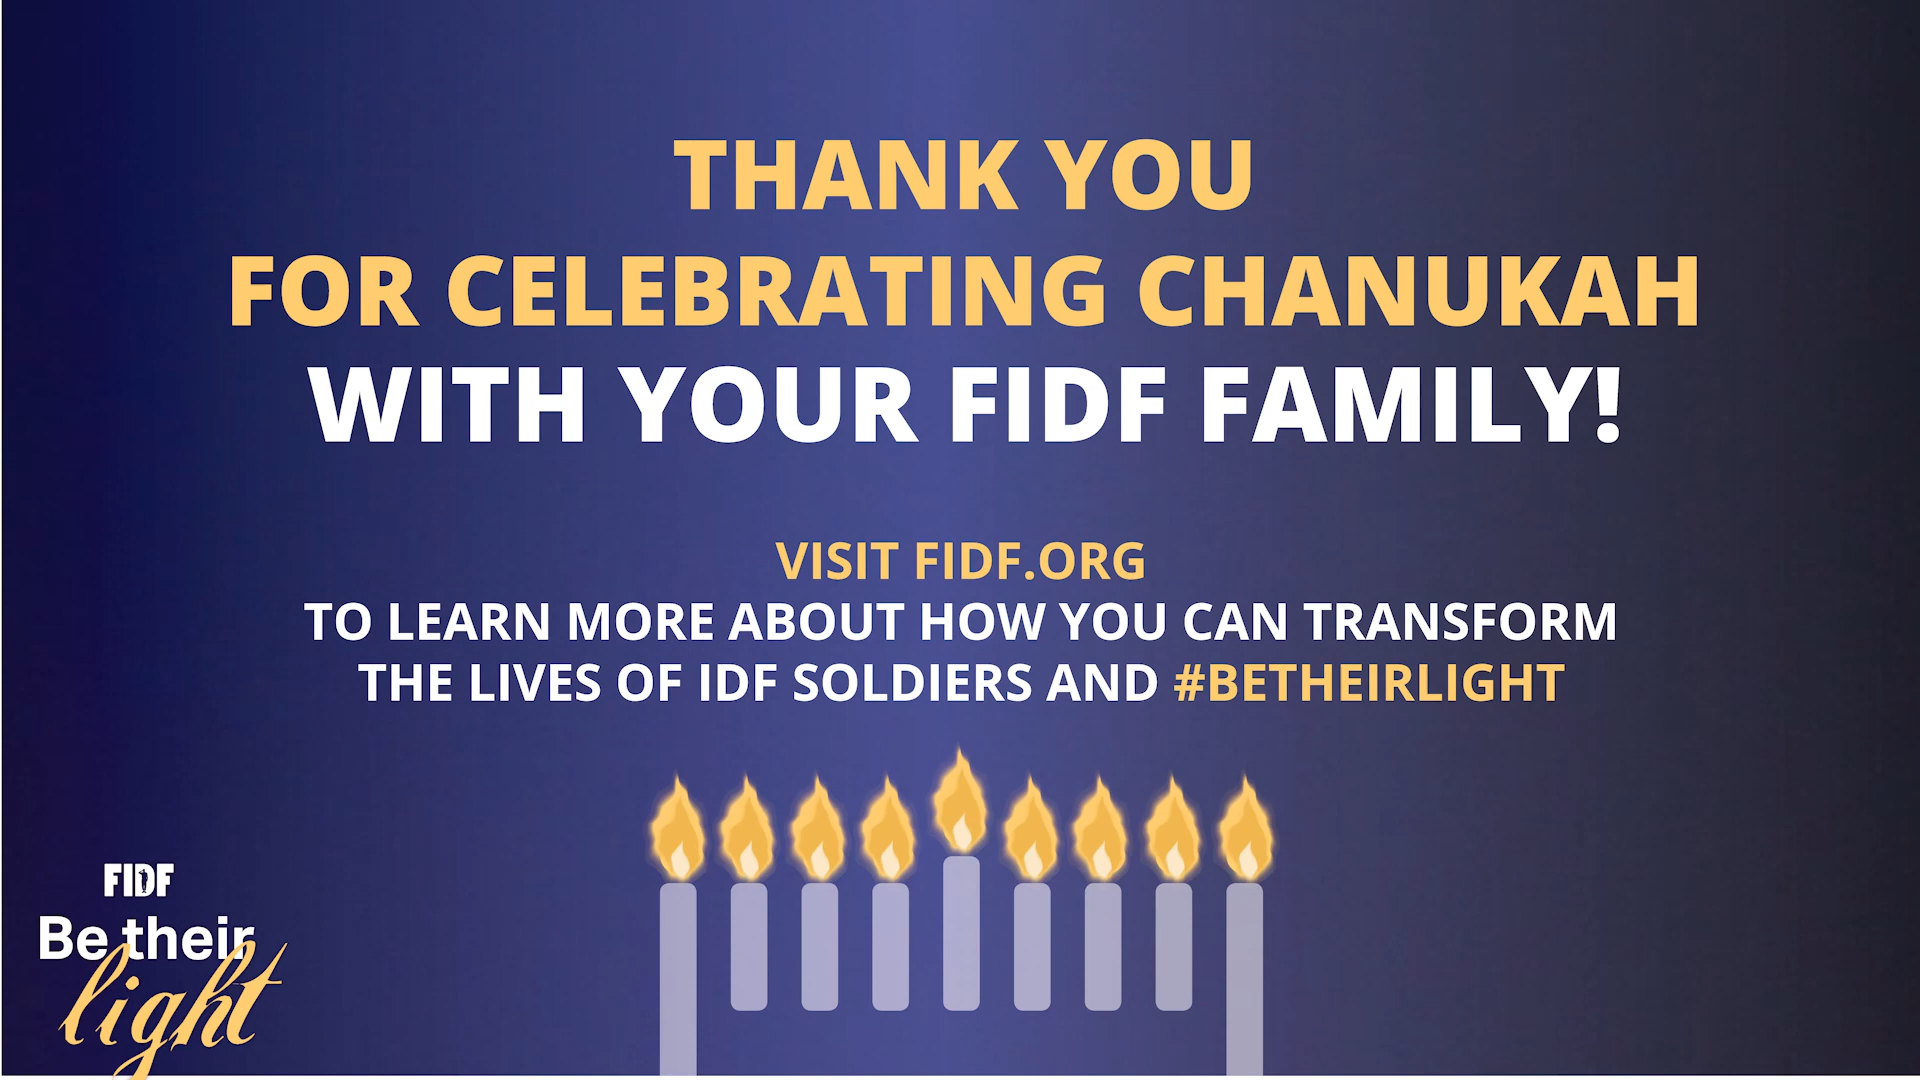 THANK YOU
FOR CELEBRATING CHANUKAH
WITH YOUR FIDF FAMILY!
VISIT FIDF.ORG
TO LEARN MORE ABOUT HOW YOU CAN TRANSFORM
THE LIVES OF IDF SOLDIERS AND #BETHEIRLIGHT
FIDF
Be their
light